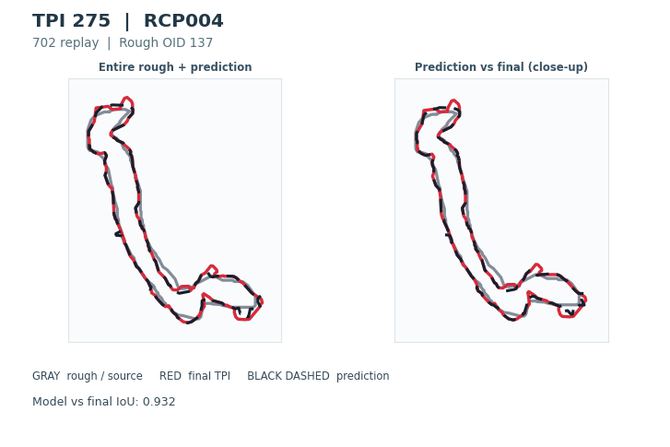 TPI 275 | RCP004
702 replay | Rough OID 137
Entire rough + prediction
Prediction vs final (close-up)
GRAY rough / source RED final TPI BLACK DASHED prediction
Model vs final IoU: 0.932